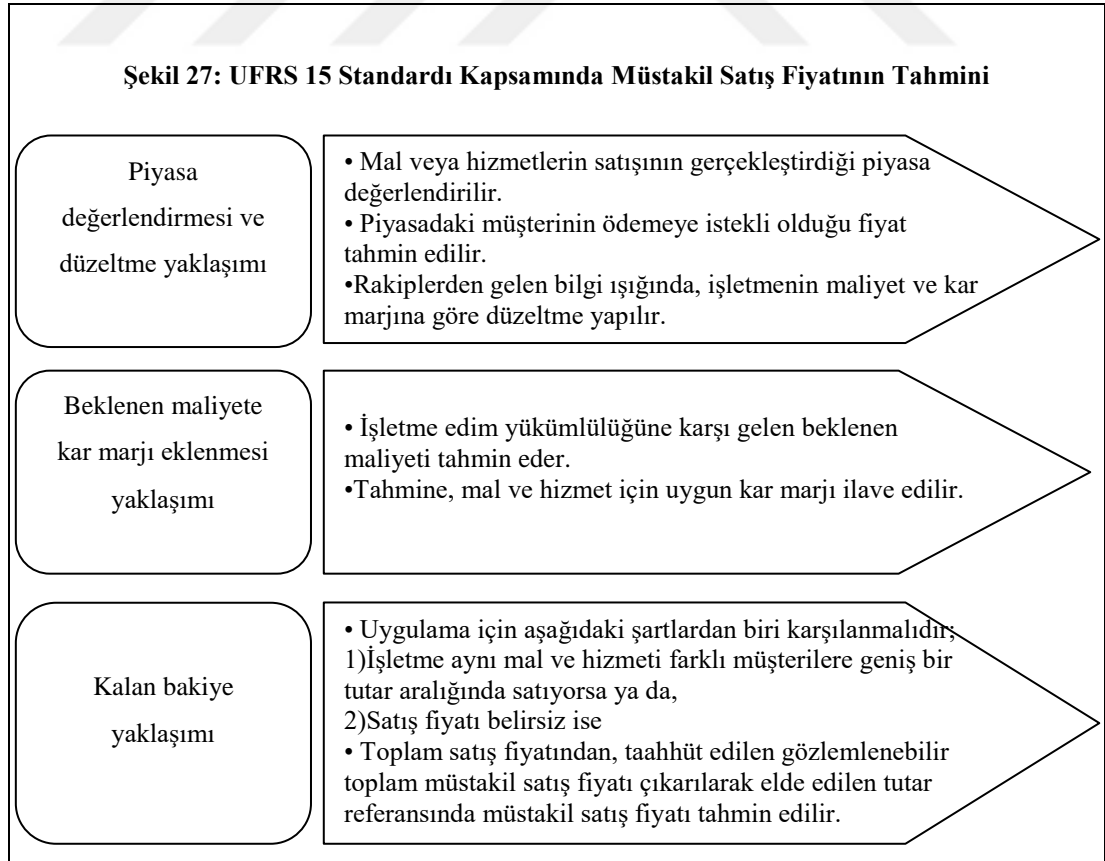 Şekil 27: UFRS 15 Standardı Kapsamında Müstakil Satış Fiyatının Tahmini
Piyasa
değerlendirmesi ve
düzeltme yaklaşımı
• Mal veya hizmetlerin satışının gerçekleştirdiği piyasa
değerlendirilir.
• Piyasadaki müşterinin ödemeye istekli olduğu fiyat
tahmin edilir.
•Rakiplerden gelen bilgi ışığında, işletmenin maliyet ve kar
marjına göre düzeltme yapılır.
Beklenen maliyete
kar marjı eklenmesi
yaklaşımı
• İşletme edim yükümlülüğüne karşı gelen beklenen
maliyeti tahmin eder.
•Tahmine, mal ve hizmet için uygun kar marjı ilave edilir.
Kalan bakiye
yaklaşımı
• Uygulama için aşağıdaki şartlardan biri karşılanmalıdır;
1)İşletme aynı mal ve hizmeti farklı müşterilere geniş bir
tutar aralığında satıyorsa ya da,
2)Satış fiyatı belirsiz ise
• Toplam satış fiyatından, taahhüt edilen gözlemlenebilir
toplam müstakil satış fiyatı çıkarılarak elde edilen tutar
referansında müstakil satış fiyatı tahmin edilir.